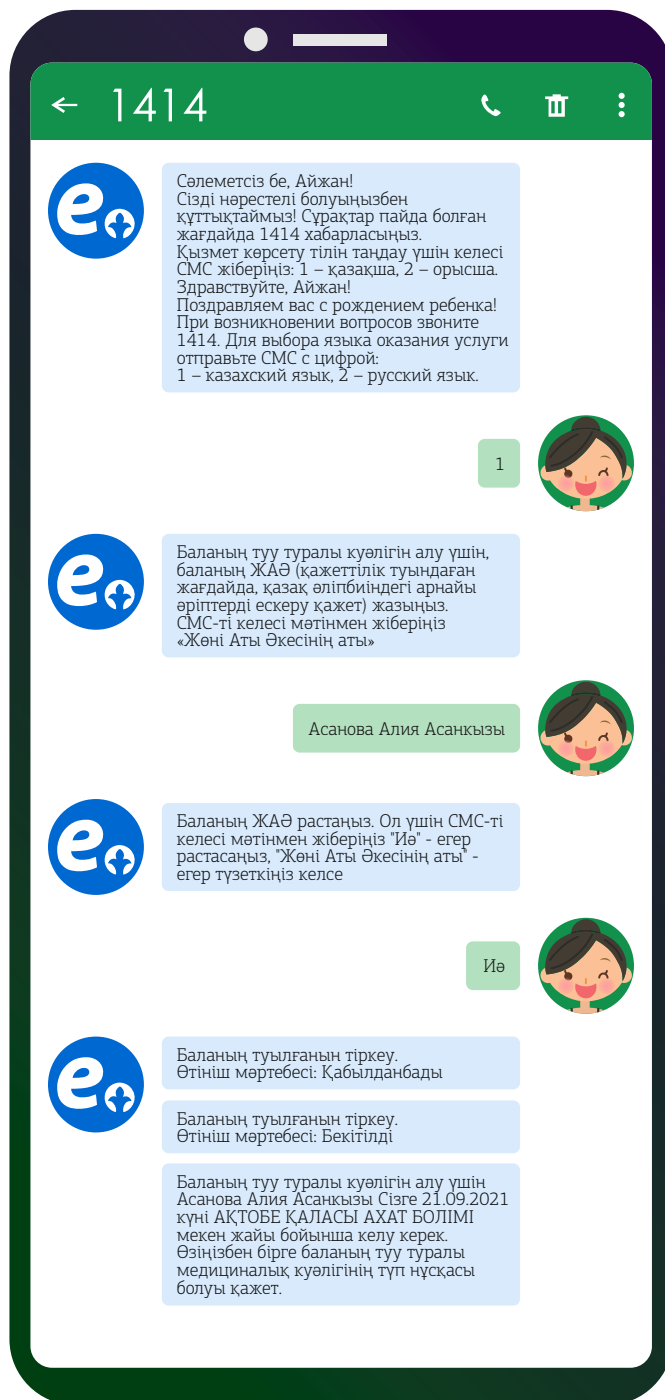 1414
Сәлеметсіз бе, Айжан!
Сізді нәрестелі болуыңызбен
құттықтаймыз! Сұрақтар пайда болған
жағдайда 1414 хабарласыңыз.
Қызмет көрсету тілін таңдау үшін келесі
СМС жіберіңіз: 1 – қазақша, 2 – орысша.
Здравствуйте, Айжан!
Поздравляем вас с рождением ребенка!
При возникновении вопросов звоните
1414. Для выбора языка оказания услуги
отправьте СМС с цифрой:
1 – казахский язык, 2 – русский язык.
1
Баланың туу туралы куәлігін алу үшін,
баланың ЖАӘ (қажеттілік туындаған
жағдайда, қазақ әліпбиіндегі арнайы
әріптерді ескеру қажет) жазыңыз.
СМС-ті келесі мәтінмен жіберіңіз
«Жөні Аты Әкесінің аты»
Асанова Алия Асанкызы
Баланың ЖАӘ растаңыз. Ол үшін СМС-ті
келесі мәтінмен жіберіңіз "Иә" - егер
растасаңыз, "Жөні Аты Әкесінің аты" -
егер түзеткіңіз келсе
Иә
Баланың туылғанын тіркеу.
Өтініш мәртебесі: Қабылданбады
Баланың туылғанын тіркеу.
Өтініш мәртебесі: Бекітілді
Баланың туу туралы куәлігін алу үшін
Асанова Алия Асанкызы Сізге 21.09.2021
күні АҚТОБЕ ҚАЛАСЫ АХАТ БОЛІМІ
мекен жайы бойынша келу керек.
Өзіңізбен бірге баланың туу туралы
медициналық куәлігінің түп нұсқасы
болуы қажет.